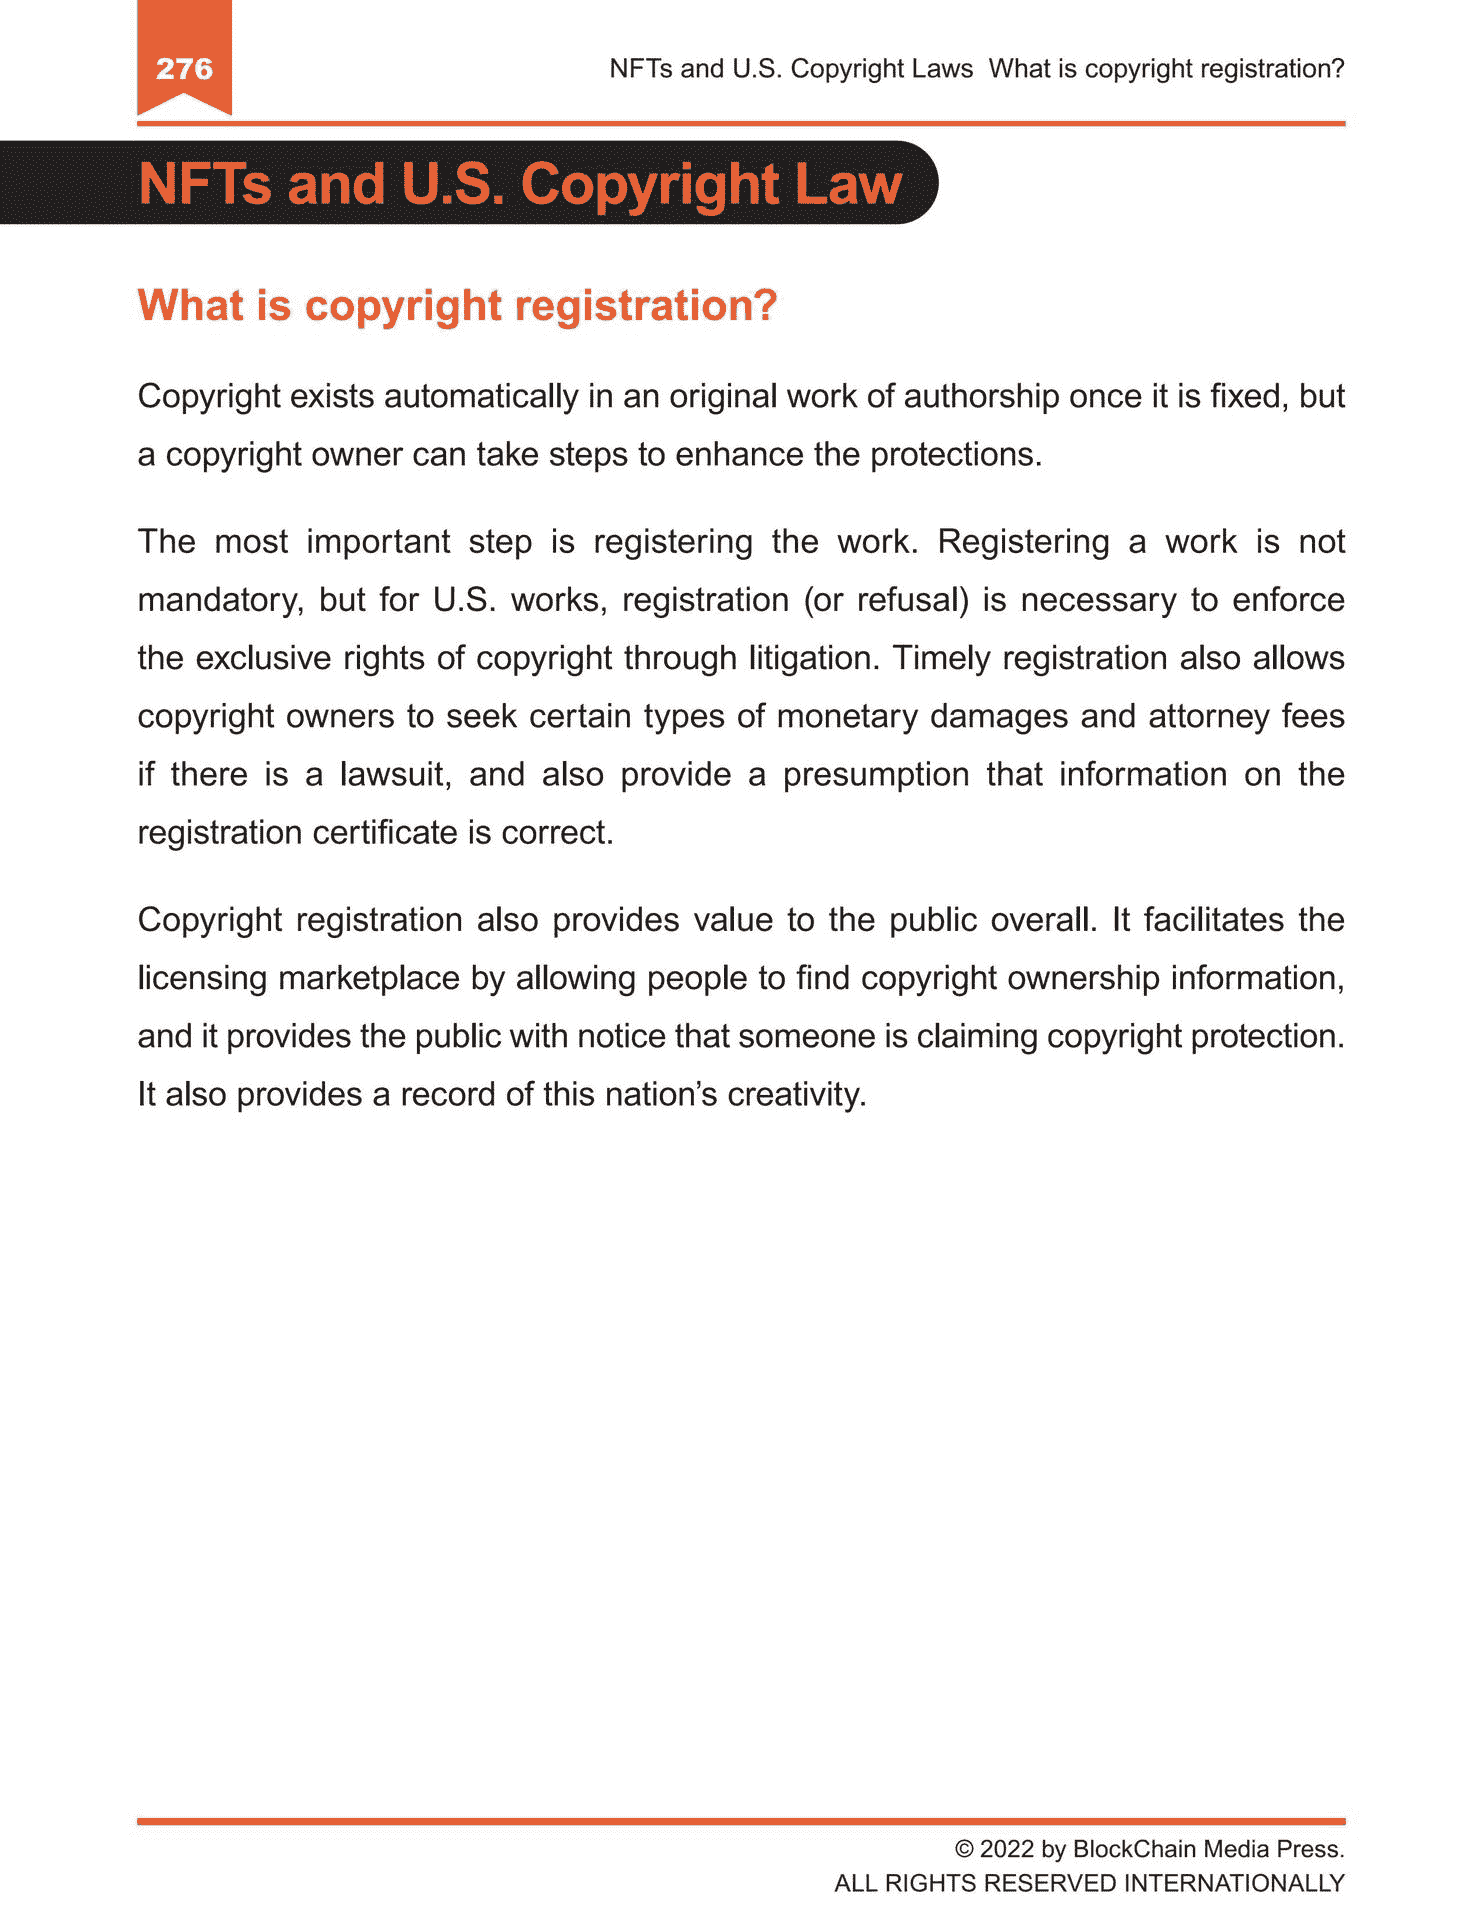 276
NFTs and U.S. Copyright Laws  What is copyright registration?
NFTs and U.S. Copyright Law
What is copyright registration?
Copyright exists automatically in an original work of authorship once it is fixed, but
a copyright owner can take steps to enhance the protections.
The most important step is registering the work. Registering a work is not
mandatory, but for U.S. works, registration (or refusal) is necessary to enforce
the exclusive rights of copyright through litigation. Timely registration also allows
copyright owners to seek certain types of monetary damages and attorney fees
if there is a lawsuit, and also provide a presumption that information on the
registration certificate is correct.
Copyright registration also provides value to the public overall. It facilitates the
licensing marketplace by allowing people to find copyright ownership information,
and it provides the public with notice that someone is claiming copyright protection.
It also provides a record of this nation’s creativity.
© 2022 by BlockChain Media Press.
ALL RIGHTS RESERVED INTERNATIONALLY